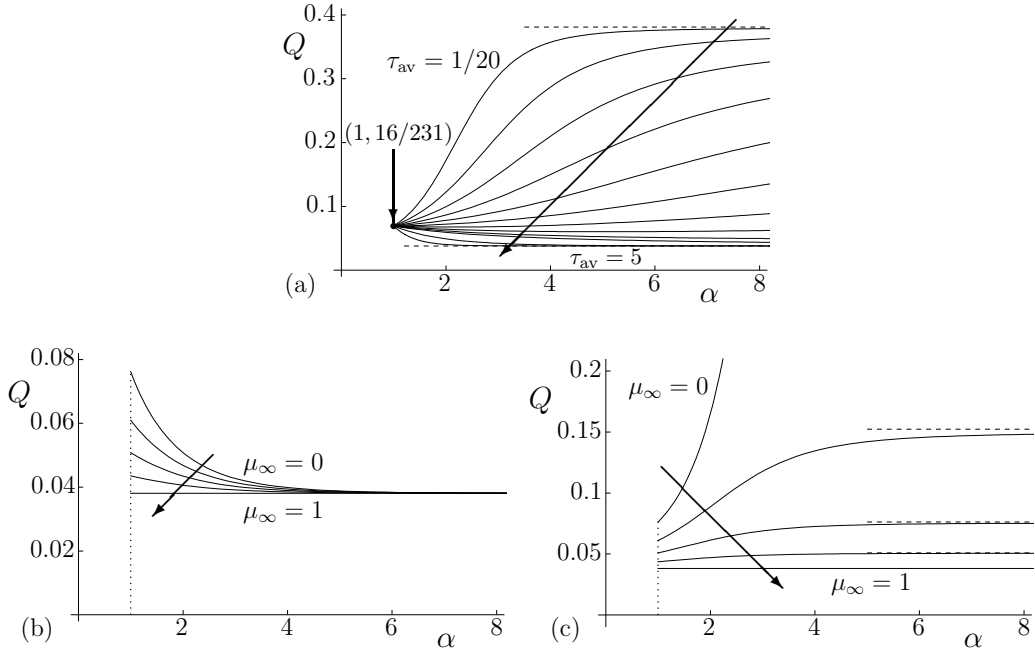 0.4
Q
τav = 1/20
0.3
(1, 16/231)
0.2
0.1
τav = 5
2 4 6 8
(a) α
0.08
Q
0.06
μ∞ = 0
0.04
μ∞ = 1
0.02
2 4 6 8
(b) α
0.2
μ∞ = 0
Q
0.15
0.1
0.05
μ∞ = 1
2 4 6 8
(c) α